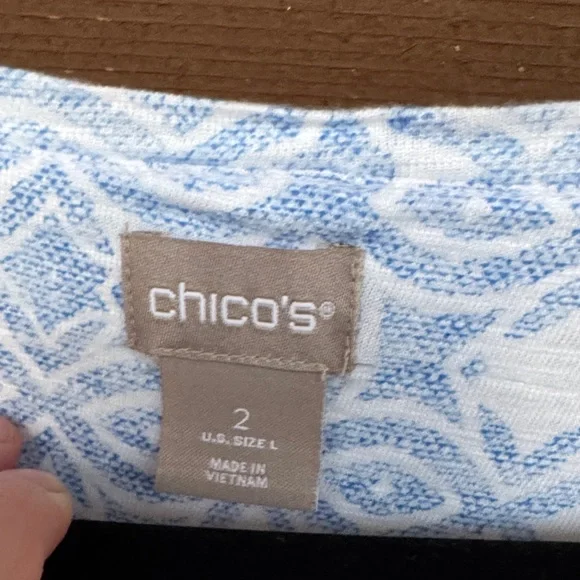 chico's®
2
U.S. SIZE L
MADE IN
VIETNAM